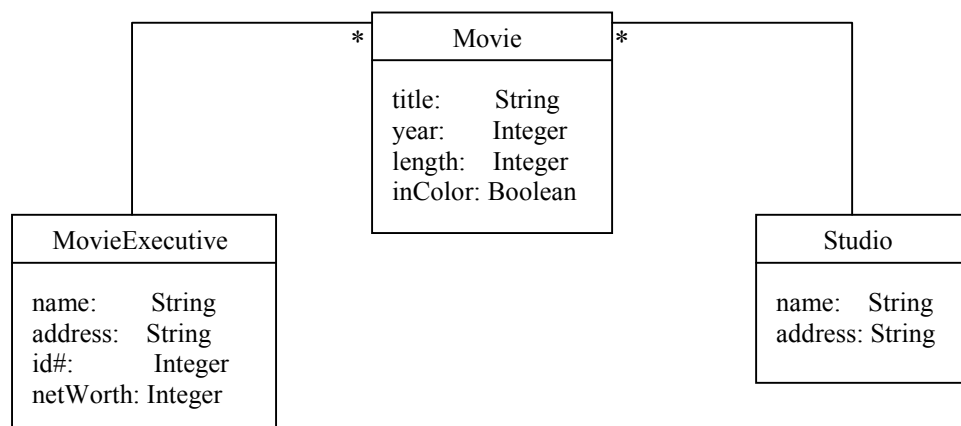 * Movie *
title: String
year: Integer
length: Integer
inColor: Boolean
MovieExecutive
name: String
address: String
id#: Integer
netWorth: Integer
Studio
name: String
address: String